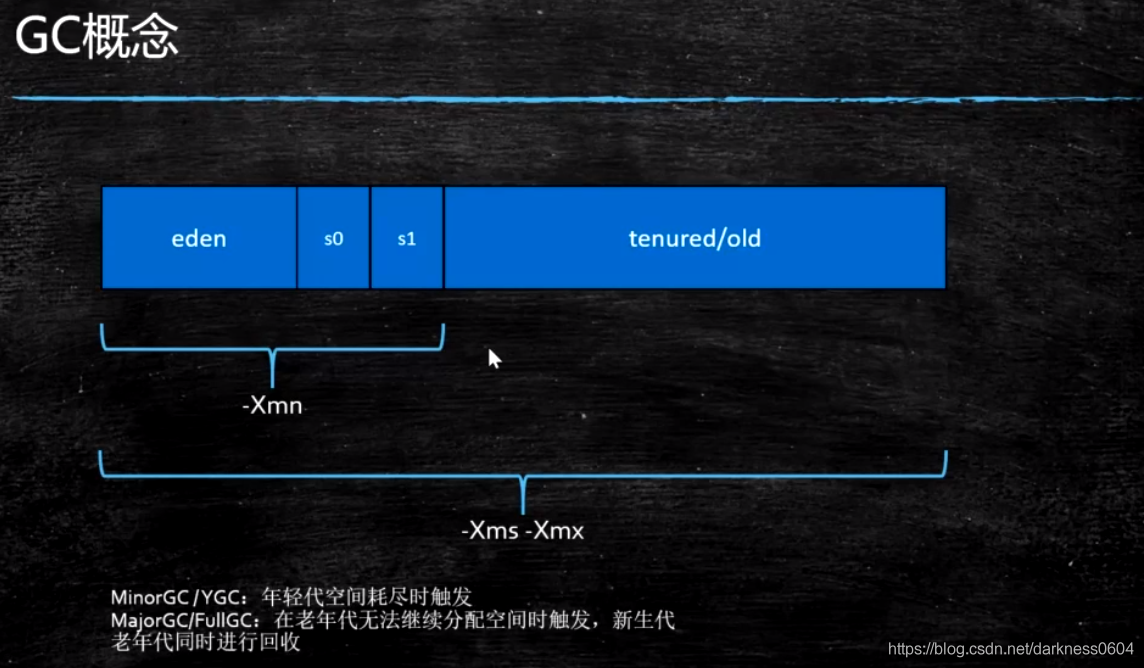 GC概念
eden s0 s1 tenured/old
-Xmn
-Xms -Xmx
MinorGC/YGC：年轻代空间耗尽时触发
MajorGC/FullGC：在老年代无法继续分配空间时触发，新生代
老年代同时进行回收
https://blog.csdn.net/darkness0604